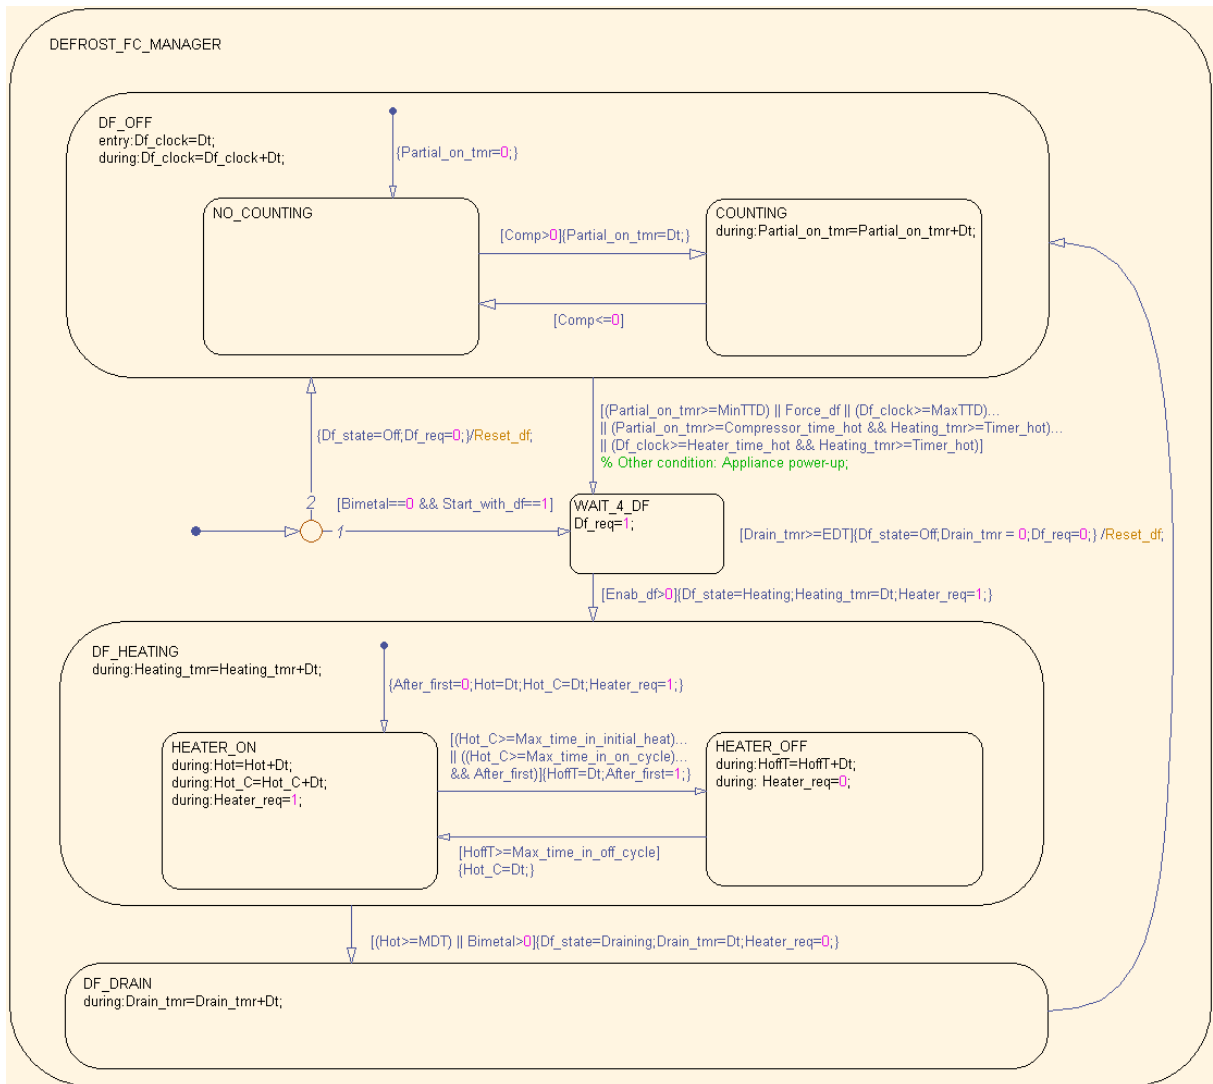 DEFROST_FC_MANAGER
DF_OFF
entry:Df_clock=Dt;
during:Df_clock=Df_clock+Dt;
{Partial_on_tmr=0;}
NO_COUNTING
COUNTING
during:Partial_on_tmr=Partial_on_tmr+Dt;
[Comp>0]{Partial_on_tmr=Dt;}
[Comp<=0]
[(Partial_on_tmr>=MinTTD) || Force_df || (Df_clock>=MaxTTD)...
|| (Partial_on_tmr>=Compressor_time_hot && Heating_tmr>=Timer_hot)...
|| (Df_clock>=Heater_time_hot && Heating_tmr>=Timer_hot)]
% Other condition: Appliance power-up;
{Df_state=Off;Df_req=0;}/Reset_df;
2
[Bimetal==0 && Start_with_df==1]
1
WAIT_4_DF
Df_req=1;
[Drain_tmr>=EDT]{Df_state=Off;Drain_tmr = 0;Df_req=0;} /Reset_df;
[Enab_df>0]{Df_state=Heating;Heating_tmr=Dt;Heater_req=1;}
DF_HEATING
during:Heating_tmr=Heating_tmr+Dt;
{After_first=0;Hot=Dt;Hot_C=Dt;Heater_req=1;}
HEATER_ON
during:Hot=Hot+Dt;
during:Hot_C=Hot_C+Dt;
during:Heater_req=1;
[(Hot_C>=Max_time_in_initial_heat)...
|| ((Hot_C>=Max_time_in_on_cycle)...
&& After_first)]{HoffT=Dt;After_first=1;}
HEATER_OFF
during:HoffT=HoffT+Dt;
during: Heater_req=0;
[HoffT>=Max_time_in_off_cycle]
{Hot_C=Dt;}
[(Hot>=MDT) || Bimetal>0]{Df_state=Draining;Drain_tmr=Dt;Heater_req=0;}
DF_DRAIN
during:Drain_tmr=Drain_tmr+Dt;